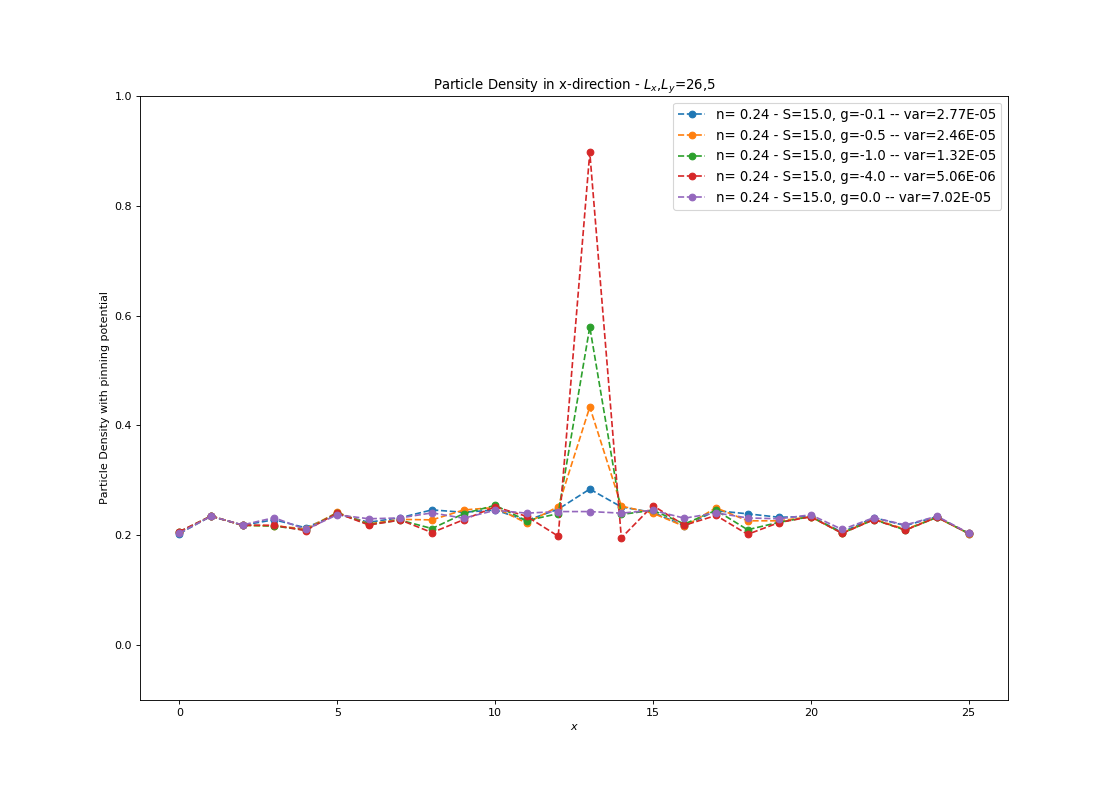 Particle Density in x-direction - Lx,Ly=26,5
1.0
0.8
0.6
0.4
0.2
0.0
Particle Density with pinning potential
n= 0.24 - S=15.0, g=-0.1 -- var=2.77E-05
n= 0.24 - S=15.0, g=-0.5 -- var=2.46E-05
n= 0.24 - S=15.0, g=-1.0 -- var=1.32E-05
n= 0.24 - S=15.0, g=-4.0 -- var=5.06E-06
n= 0.24 - S=15.0, g=0.0 -- var=7.02E-05
0 5 10 15 20 25
x